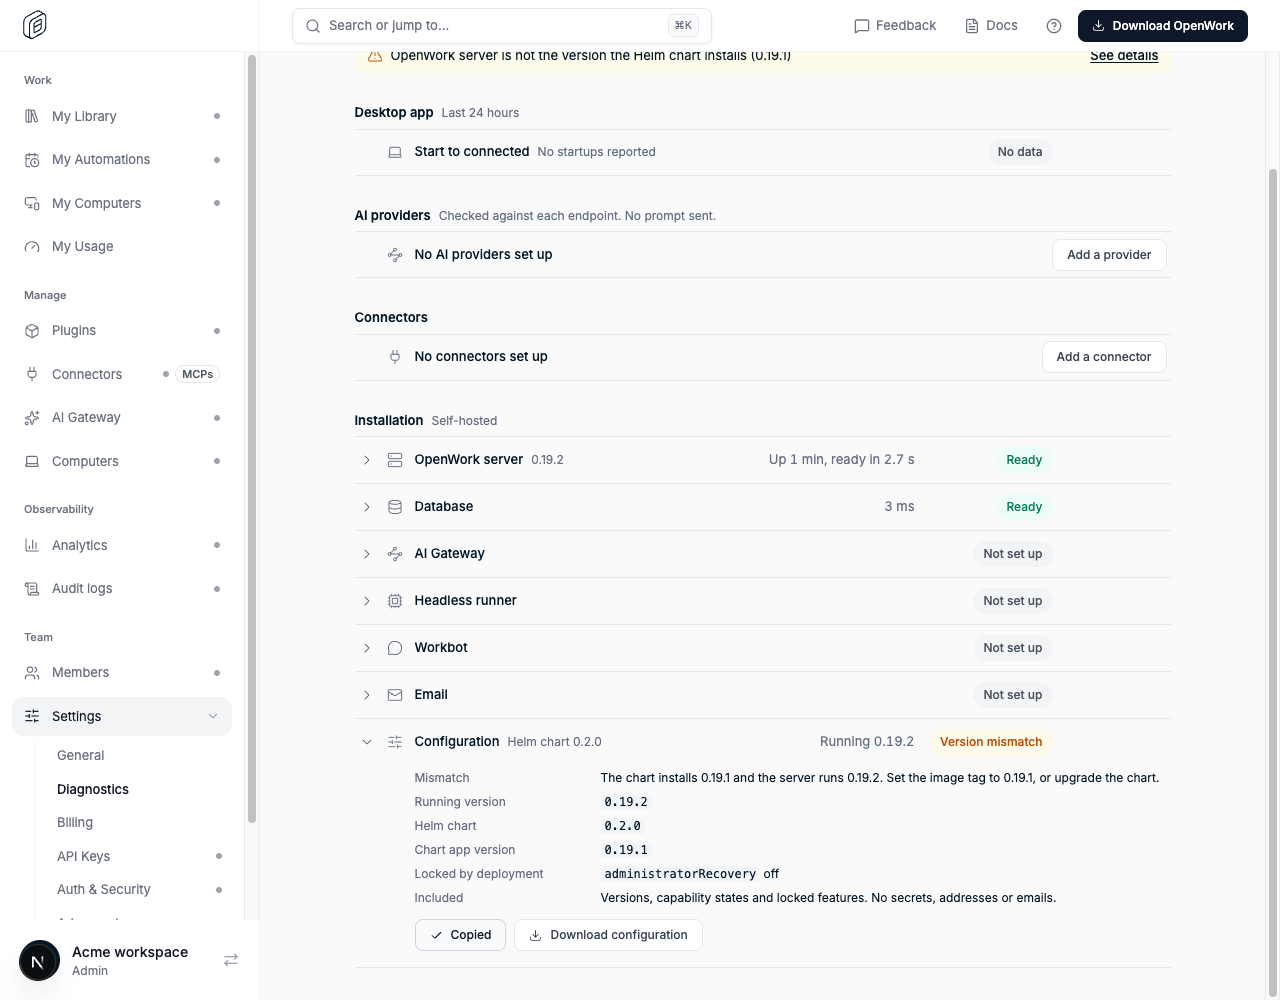 Search or jump to...
⌘K
Feedback
Docs
Download OpenWork
Work
My Library
My Automations
My Computers
My Usage
Manage
Plugins
Connectors
MCPs
AI Gateway
Computers
Observability
Analytics
Audit logs
Team
Members
Settings
General
Diagnostics
Billing
API Keys
Auth & Security
N
Acme workspace
Admin
OpenWork server is not the version the Helm chart installs (0.19.1)
See details
Desktop app Last 24 hours
Start to connected No startups reported
No data
AI providers Checked against each endpoint. No prompt sent.
No AI providers set up
Add a provider
Connectors
No connectors set up
Add a connector
Installation Self-hosted
OpenWork server 0.19.2 Up 1 min, ready in 2.7 s Ready
Database 3 ms Ready
AI Gateway Not set up
Headless runner Not set up
Workbot Not set up
Email Not set up
Configuration Helm chart 0.2.0 Running 0.19.2 Version mismatch
Mismatch The chart installs 0.19.1 and the server runs 0.19.2. Set the image tag to 0.19.1, or upgrade the chart.
Running version 0.19.2
Helm chart 0.2.0
Chart app version 0.19.1
Locked by deployment administratorRecovery off
Included Versions, capability states and locked features. No secrets, addresses or emails.
Copied
Download configuration